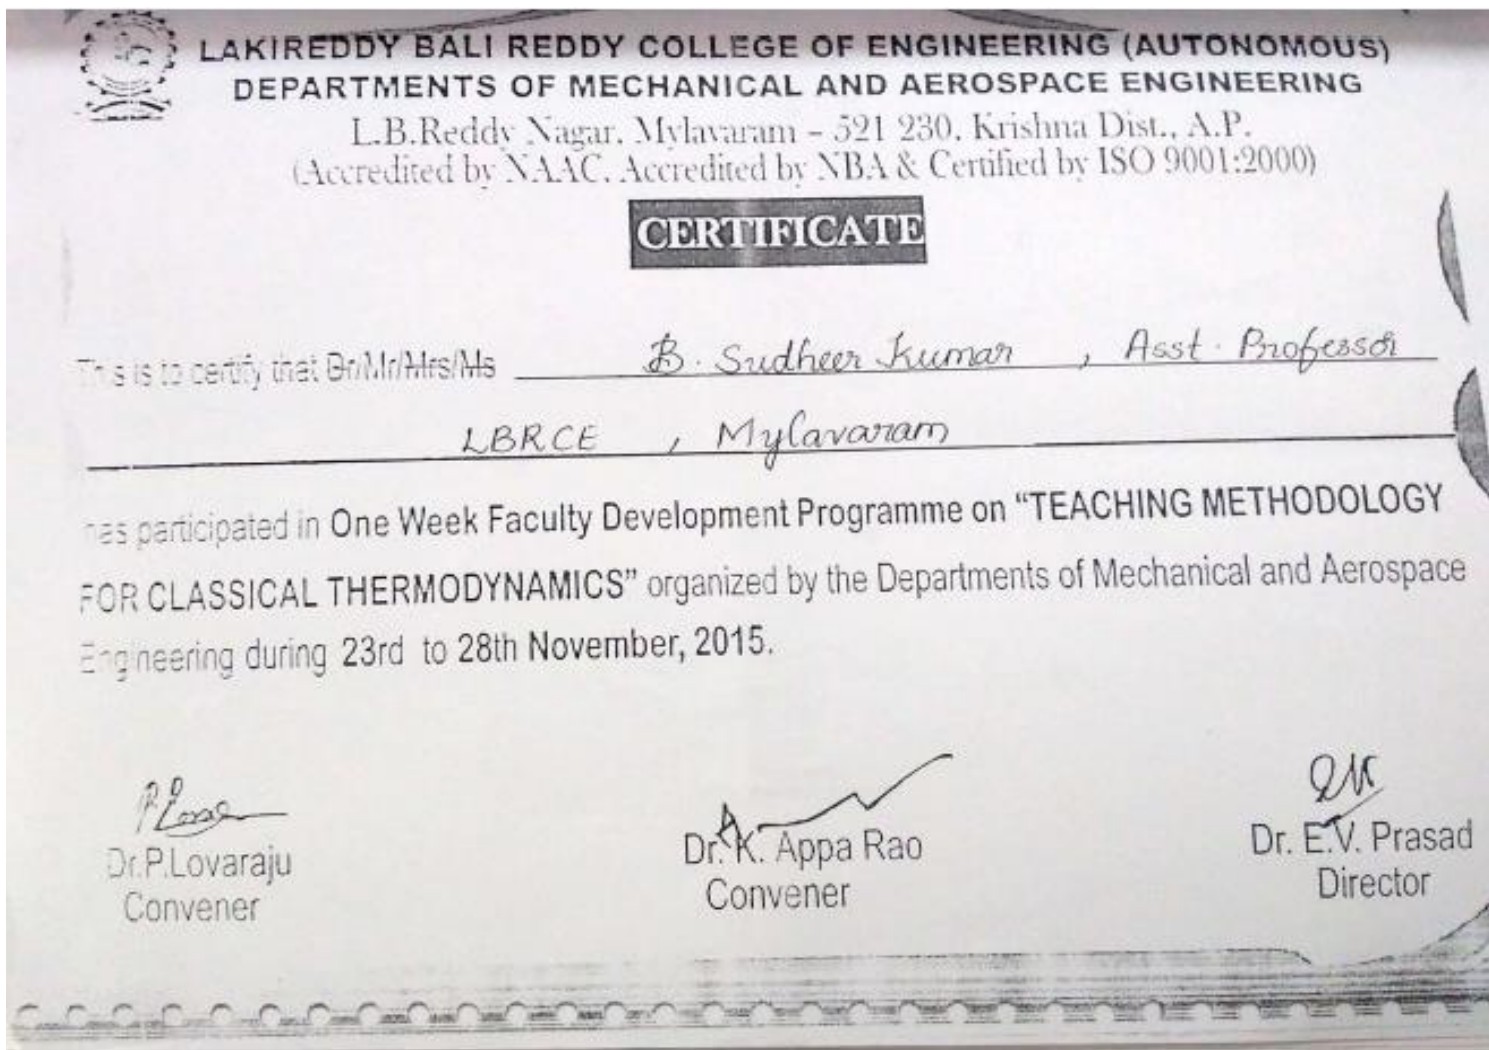 LAKIREDDY BALI REDDY COLLEGE OF ENGINEERING (AUTONOMOUS)
DEPARTMENTS OF MECHANICAL AND AEROSPACE ENGINEERING
L.B.Reddy Nagar, Mylavaram – 521 230. Krishna Dist., A.P.
(Accredited by NAAC, Accredited by NBA & Certified by ISO 9001:2000)
CERTIFICATE
This is to certify that Dr/Mr/Mrs/Ms B. Sudheer Kumar , Asst. Professor
LBRCE , Mylavaram
has participated in One Week Faculty Development Programme on “TEACHING METHODOLOGY
FOR CLASSICAL THERMODYNAMICS” organized by the Departments of Mechanical and Aerospace
Engineering during 23rd to 28th November, 2015.
Dr.P.Lovaraju Dr. K. Appa Rao Dr. E.V. Prasad
Convener Convener Director